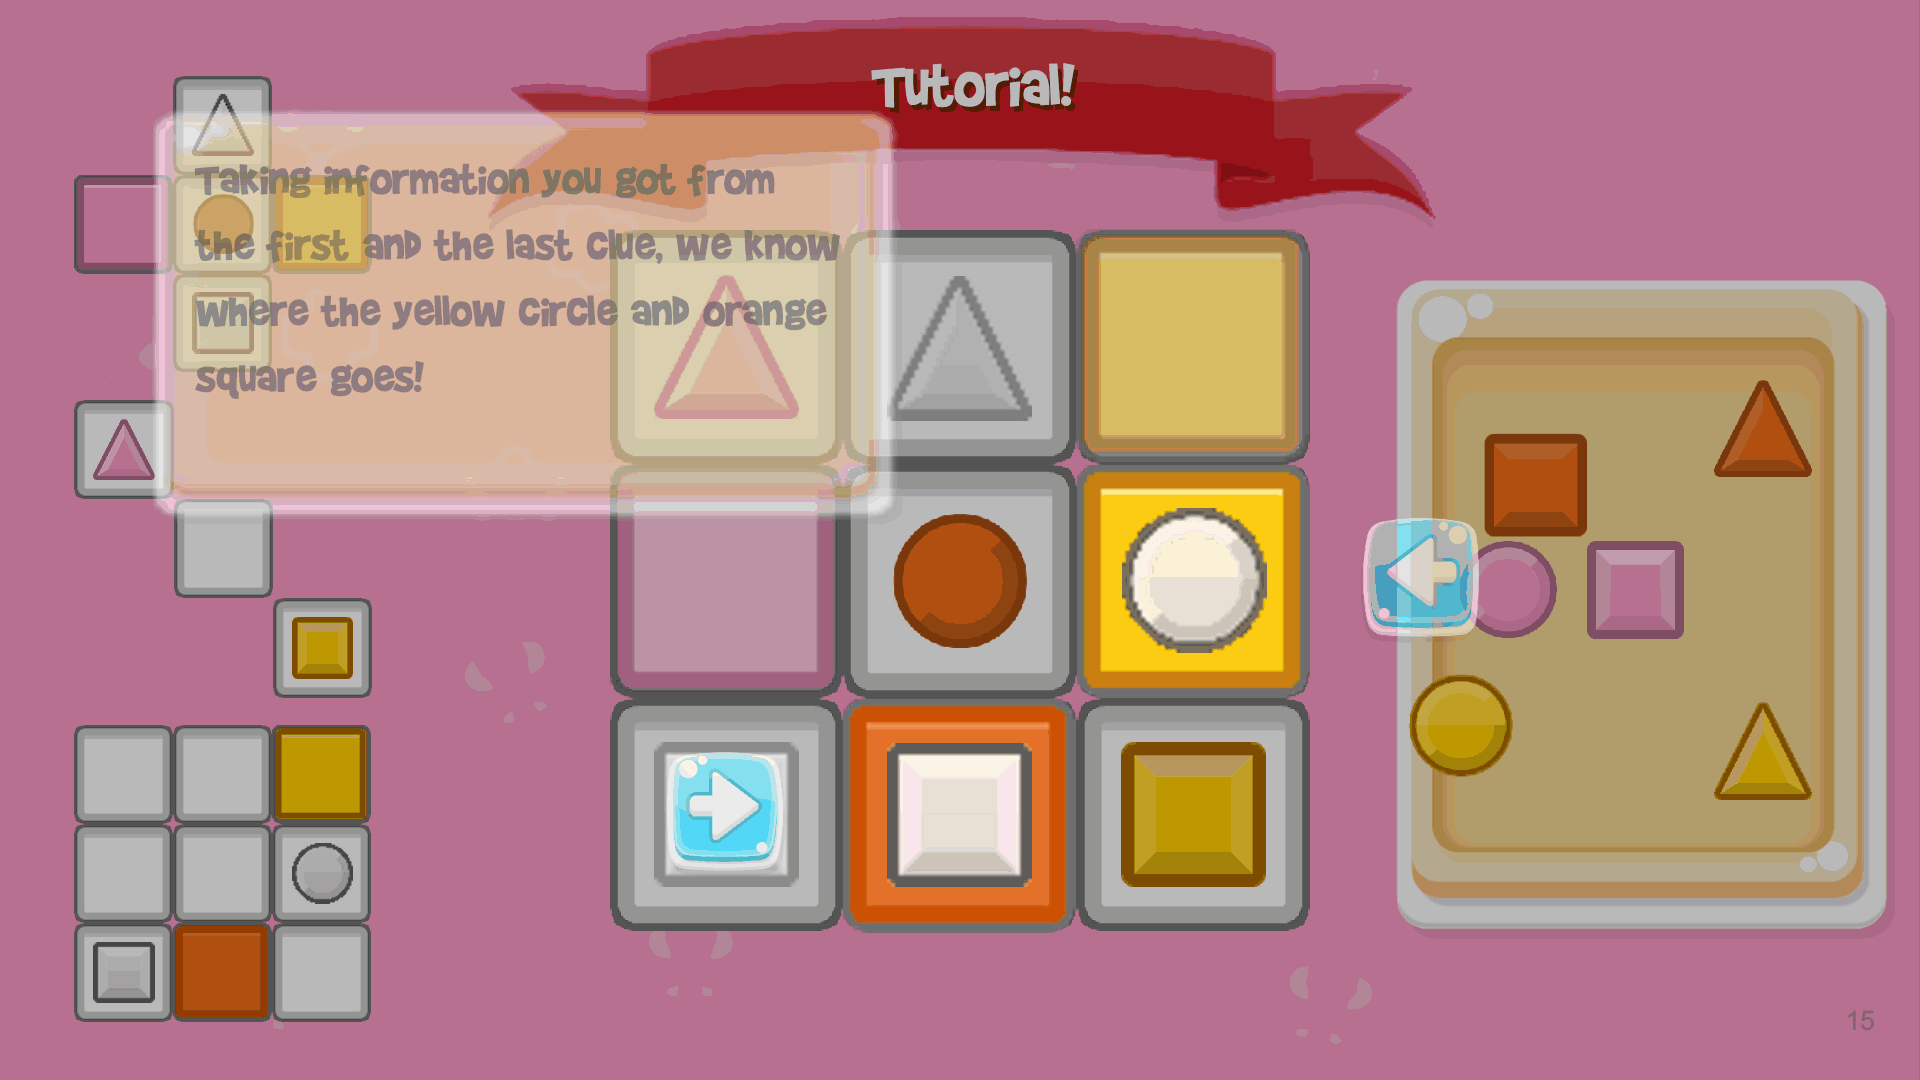 Tutorial!
Taking information you got from
the first and the last clue, we know
where the yellow circle and orange
square goes!
15